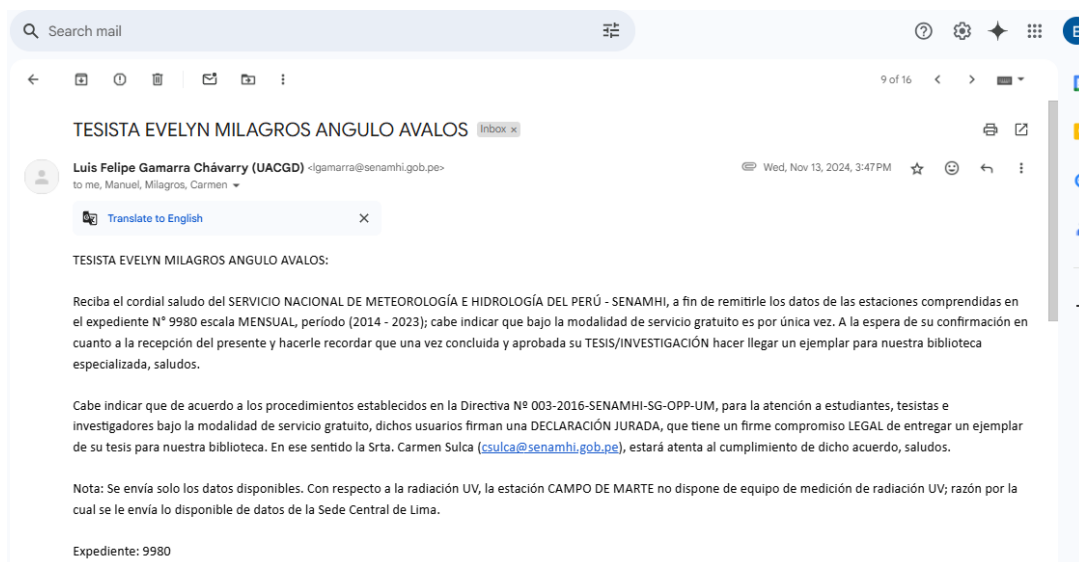 Search mail
E
9 of 16
TESISTA EVELYN MILAGROS ANGULO AVALOS Inbox ×
Luis Felipe Gamarra Chávarry (UACGD) <lgamarra@senamhi.gob.pe> Wed, Nov 13, 2024, 3:47 PM
to me, Manuel, Milagros, Carmen
Translate to English ×
TESISTA EVELYN MILAGROS ANGULO AVALOS:
Reciba el cordial saludo del SERVICIO NACIONAL DE METEOROLOGÍA E HIDROLOGÍA DEL PERÚ - SENAMHI, a fin de remitirle los datos de las estaciones comprendidas en
el expediente N° 9980 escala MENSUAL, período (2014 - 2023); cabe indicar que bajo la modalidad de servicio gratuito es por única vez. A la espera de su confirmación en
cuanto a la recepción del presente y hacerle recordar que una vez concluida y aprobada su TESIS/INVESTIGACIÓN hacer llegar un ejemplar para nuestra biblioteca
especializada, saludos.
Cabe indicar que de acuerdo a los procedimientos establecidos en la Directiva Nº 003-2016-SENAMHI-SG-OPP-UM, para la atención a estudiantes, tesistas e
investigadores bajo la modalidad de servicio gratuito, dichos usuarios firman una DECLARACIÓN JURADA, que tiene un firme compromiso LEGAL de entregar un ejemplar
de su tesis para nuestra biblioteca. En ese sentido la Srta. Carmen Sulca (csulca@senamhi.gob.pe), estará atenta al cumplimiento de dicho acuerdo, saludos.
Nota: Se envía solo los datos disponibles. Con respecto a la radiación UV, la estación CAMPO DE MARTE no dispone de equipo de medición de radiación UV; razón por la
cual se le envía lo disponible de datos de la Sede Central de Lima.
Expediente: 9980